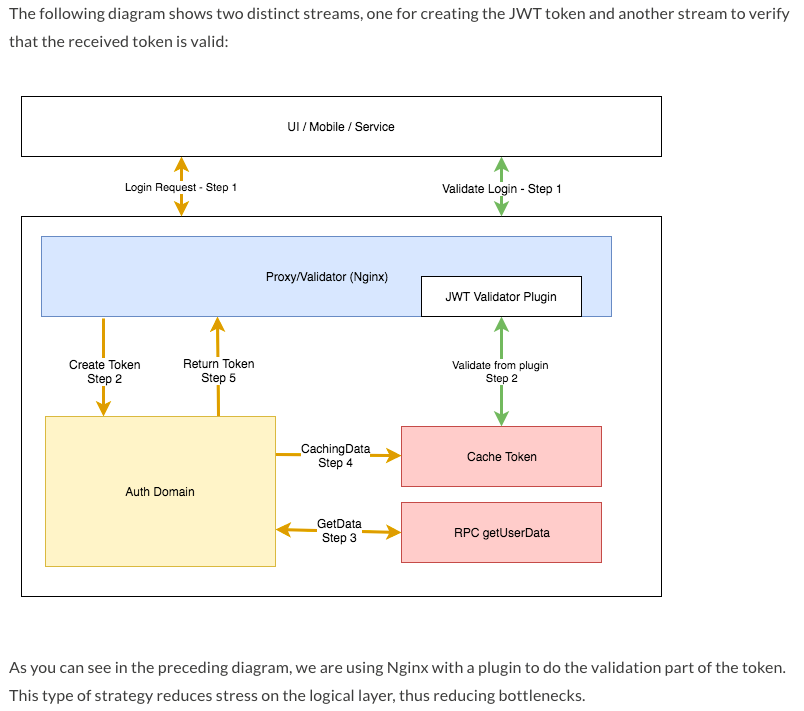 The following diagram shows two distinct streams, one for creating the JWT token and another stream to verify
that the received token is valid:
UI / Mobile / Service
Login Request - Step 1
Validate Login - Step 1
Proxy/Validator (Nginx)
JWT Validator Plugin
Create Token
Step 2
Return Token
Step 5
Validate from plugin
Step 2
CachingData
Step 4
Cache Token
Auth Domain
GetData
Step 3
RPC getUserData
As you can see in the preceding diagram, we are using Nginx with a plugin to do the validation part of the token.
This type of strategy reduces stress on the logical layer, thus reducing bottlenecks.